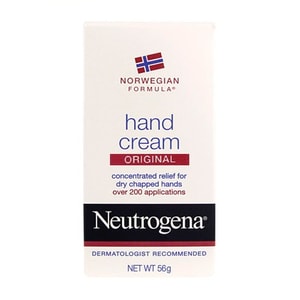 NORWEGIAN
FORMULA®
hand
cream
ORIGINAL
concentrated relief for
dry chapped hands
over 200 applications
Neutrogena®
DERMATOLOGIST RECOMMENDED
NET WT 56g